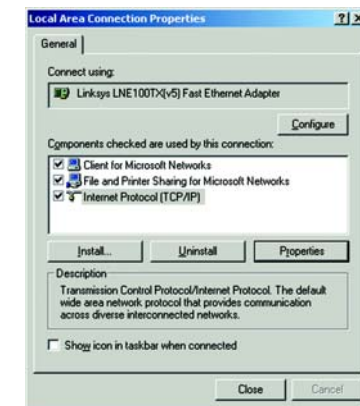 Local Area Connection Properties
General
Connect using:
Linksys LNE100TX(v5) Fast Ethernet Adapter
Configure
Components checked are used by this connection:
Client for Microsoft Networks
File and Printer Sharing for Microsoft Networks
Internet Protocol (TCP/IP)
Install...
Uninstall
Properties
Description
Transmission Control Protocol/Internet Protocol. The default
wide area network protocol that provides communication
across diverse interconnected networks.
Show icon in taskbar when connected
Close
Cancel